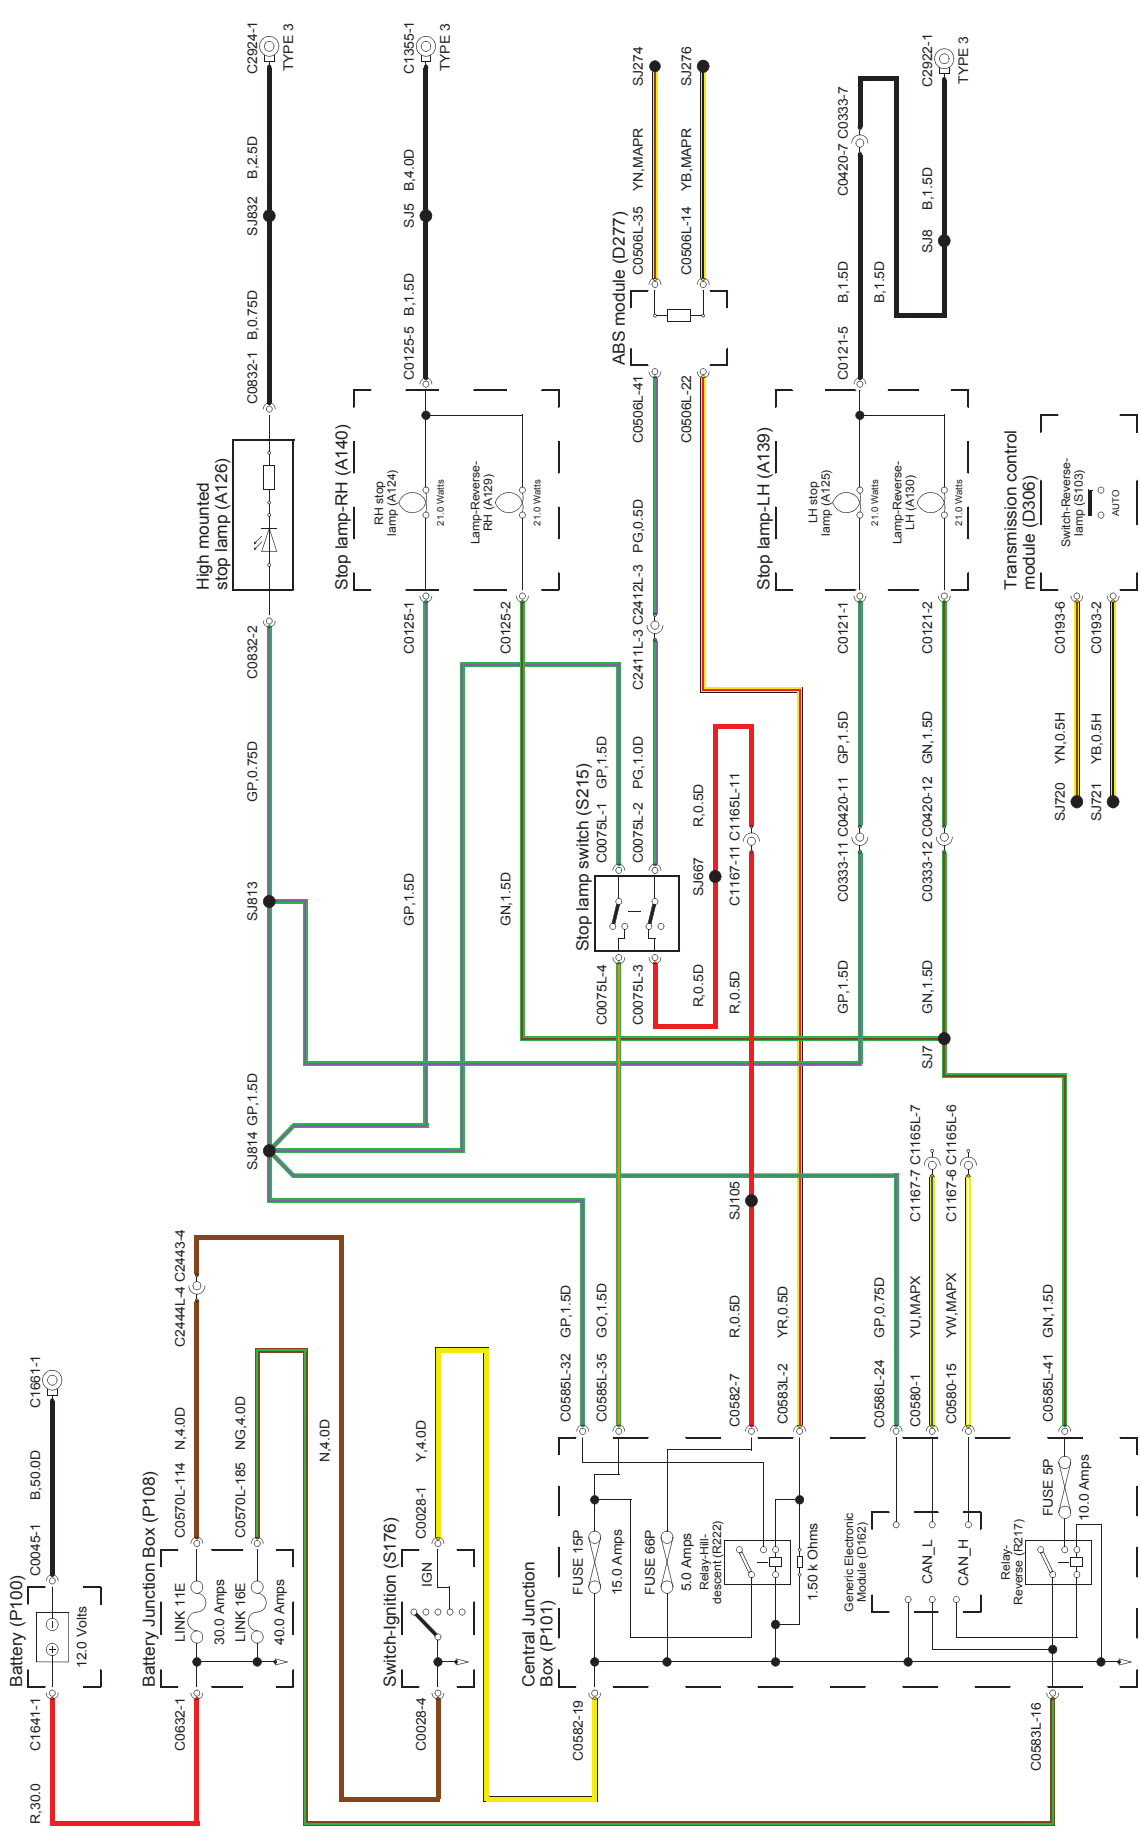 C2924-1
TYPE 3
B,2.5D
SJ832
B,0.75D
C0832-1
High mounted
stop lamp (A126)
C0832-2
GP,0.75D
SJ813
GP,1.5D
SJ814
C1355-1
TYPE 3
B,4.0D
SJ5
B,1.5D
C0125-5
Stop lamp-RH (A140)
RH stop
lamp (A124)
21.0 Watts
Lamp-Reverse-
RH (A129)
21.0 Watts
C0125-1
C0125-2
GP,1.5D
GN,1.5D
SJ274
SJ276
YN,MAPR
YB,MAPR
C0506L-35
C0506L-14
ABS module (D277)
C0506L-41
C0506L-22
PG,0.5D
C2411L-3 C2412L-3
PG,1.0D
GP,1.5D
C0075L-1
C0075L-2
Stop lamp switch (S215)
C0075L-4
C0075L-3
R,0.5D
SJ667
C1167-11 C1165L-11
R,0.5D
R,0.5D
SJ105
C2922-1
TYPE 3
C0420-7 C0333-7
B,1.5D
SJ8
B,1.5D
B,1.5D
C0121-5
Stop lamp-LH (A139)
LH stop
lamp (A125)
21.0 Watts
Lamp-Reverse-
LH (A130)
21.0 Watts
C0121-1
C0121-2
GP,1.5D
GN,1.5D
C0333-11 C0420-11
C0333-12 C0420-12
GP,1.5D
GN,1.5D
SJ7
Transmission control
module (D306)
Switch-Reverse-
lamp (S103)
AUTO
C0193-6
C0193-2
YN,0.5H
YB,0.5H
SJ720
SJ721
C1661-1
B,50.0D
C0045-1
Battery (P100)
12.0 Volts
C1641-1
R,30.0
C2444L-4 C2443-4
N,4.0D
NG,4.0D
C0570L-114
C0570L-185
Battery Junction Box (P108)
LINK 11E
30.0 Amps
LINK 16E
40.0 Amps
C0632-1
N,4.0D
Y,4.0D
C0028-1
Switch-Ignition (S176)
IGN
C0028-4
GP,1.5D
GO,1.5D
R,0.5D
YR,0.5D
GP,0.75D
YU,MAPX
YW,MAPX
GN,1.5D
C1167-7 C1165L-7
C1167-6 C1165L-6
C0585L-32
C0585L-35
C0582-7
C0583L-2
C0586L-24
C0580-1
C0580-15
C0585L-41
Central Junction
Box (P101)
FUSE 15P
15.0 Amps
FUSE 66P
5.0 Amps
Relay-Hill-
descent (R222)
1.50 k Ohms
Generic Electronic
Module (D162)
CAN_L
CAN_H
Relay-
Reverse (R217)
FUSE 5P
10.0 Amps
C0582-19
C0583L-16